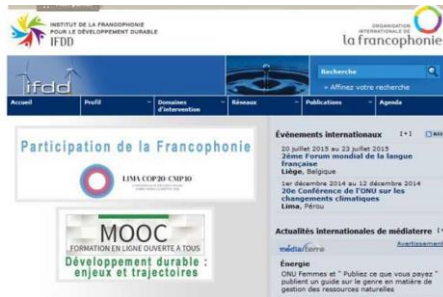 INSTITUT DE LA FRANCOPHONIE
POUR LE DÉVELOPPEMENT DURABLE
IFDD
ORGANISATION
INTERNATIONALE DE
la francophonie
ifdd
Recherche
+ Affinez votre recherche
Accueil
Profil
Domaines
d'intervention
Réseaux
Publications
Agenda
Participation de la Francophonie
LIMA COP20 | CMP10
MOOC
FORMATION EN LIGNE OUVERTE A TOUS
Développement durable :
enjeux et trajectoires
Événements internationaux [+]
20 juillet 2015 au 23 juillet 2015
2ème Forum mondial de la langue
française
Liège, Belgique
1er décembre 2014 au 12 décembre 2014
20e Conférence de l'ONU sur les
changements climatiques
Lima, Pérou
Actualités internationales de médiaterre
médiaterre
Avertissement
Énergie
ONU Femmes et " Publiez ce que vous payez "
publient un guide sur le genre en matière de
gestion des ressources naturelles